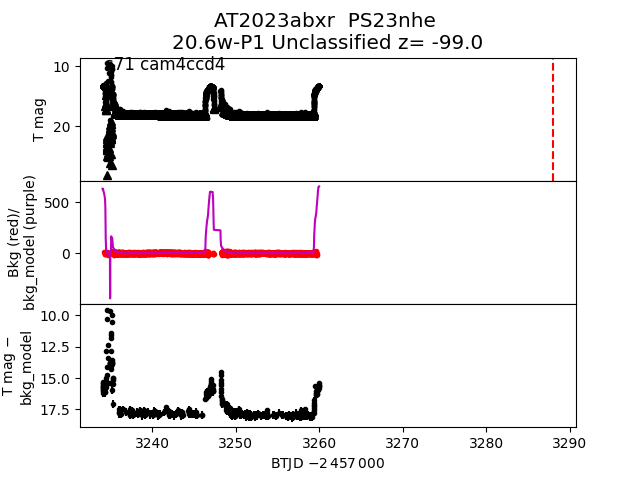 AT2023abxr  PS23nhe
20.6w-P1 Unclassified z= -99.0
71 cam4ccd4
10
20
T mag
500
0
Bkg (red)/
bkg_model (purple)
10.0
12.5
15.0
17.5
T mag −
bkg_model
3240
3250
3260
3270
3280
3290
BTJD −2 457 000